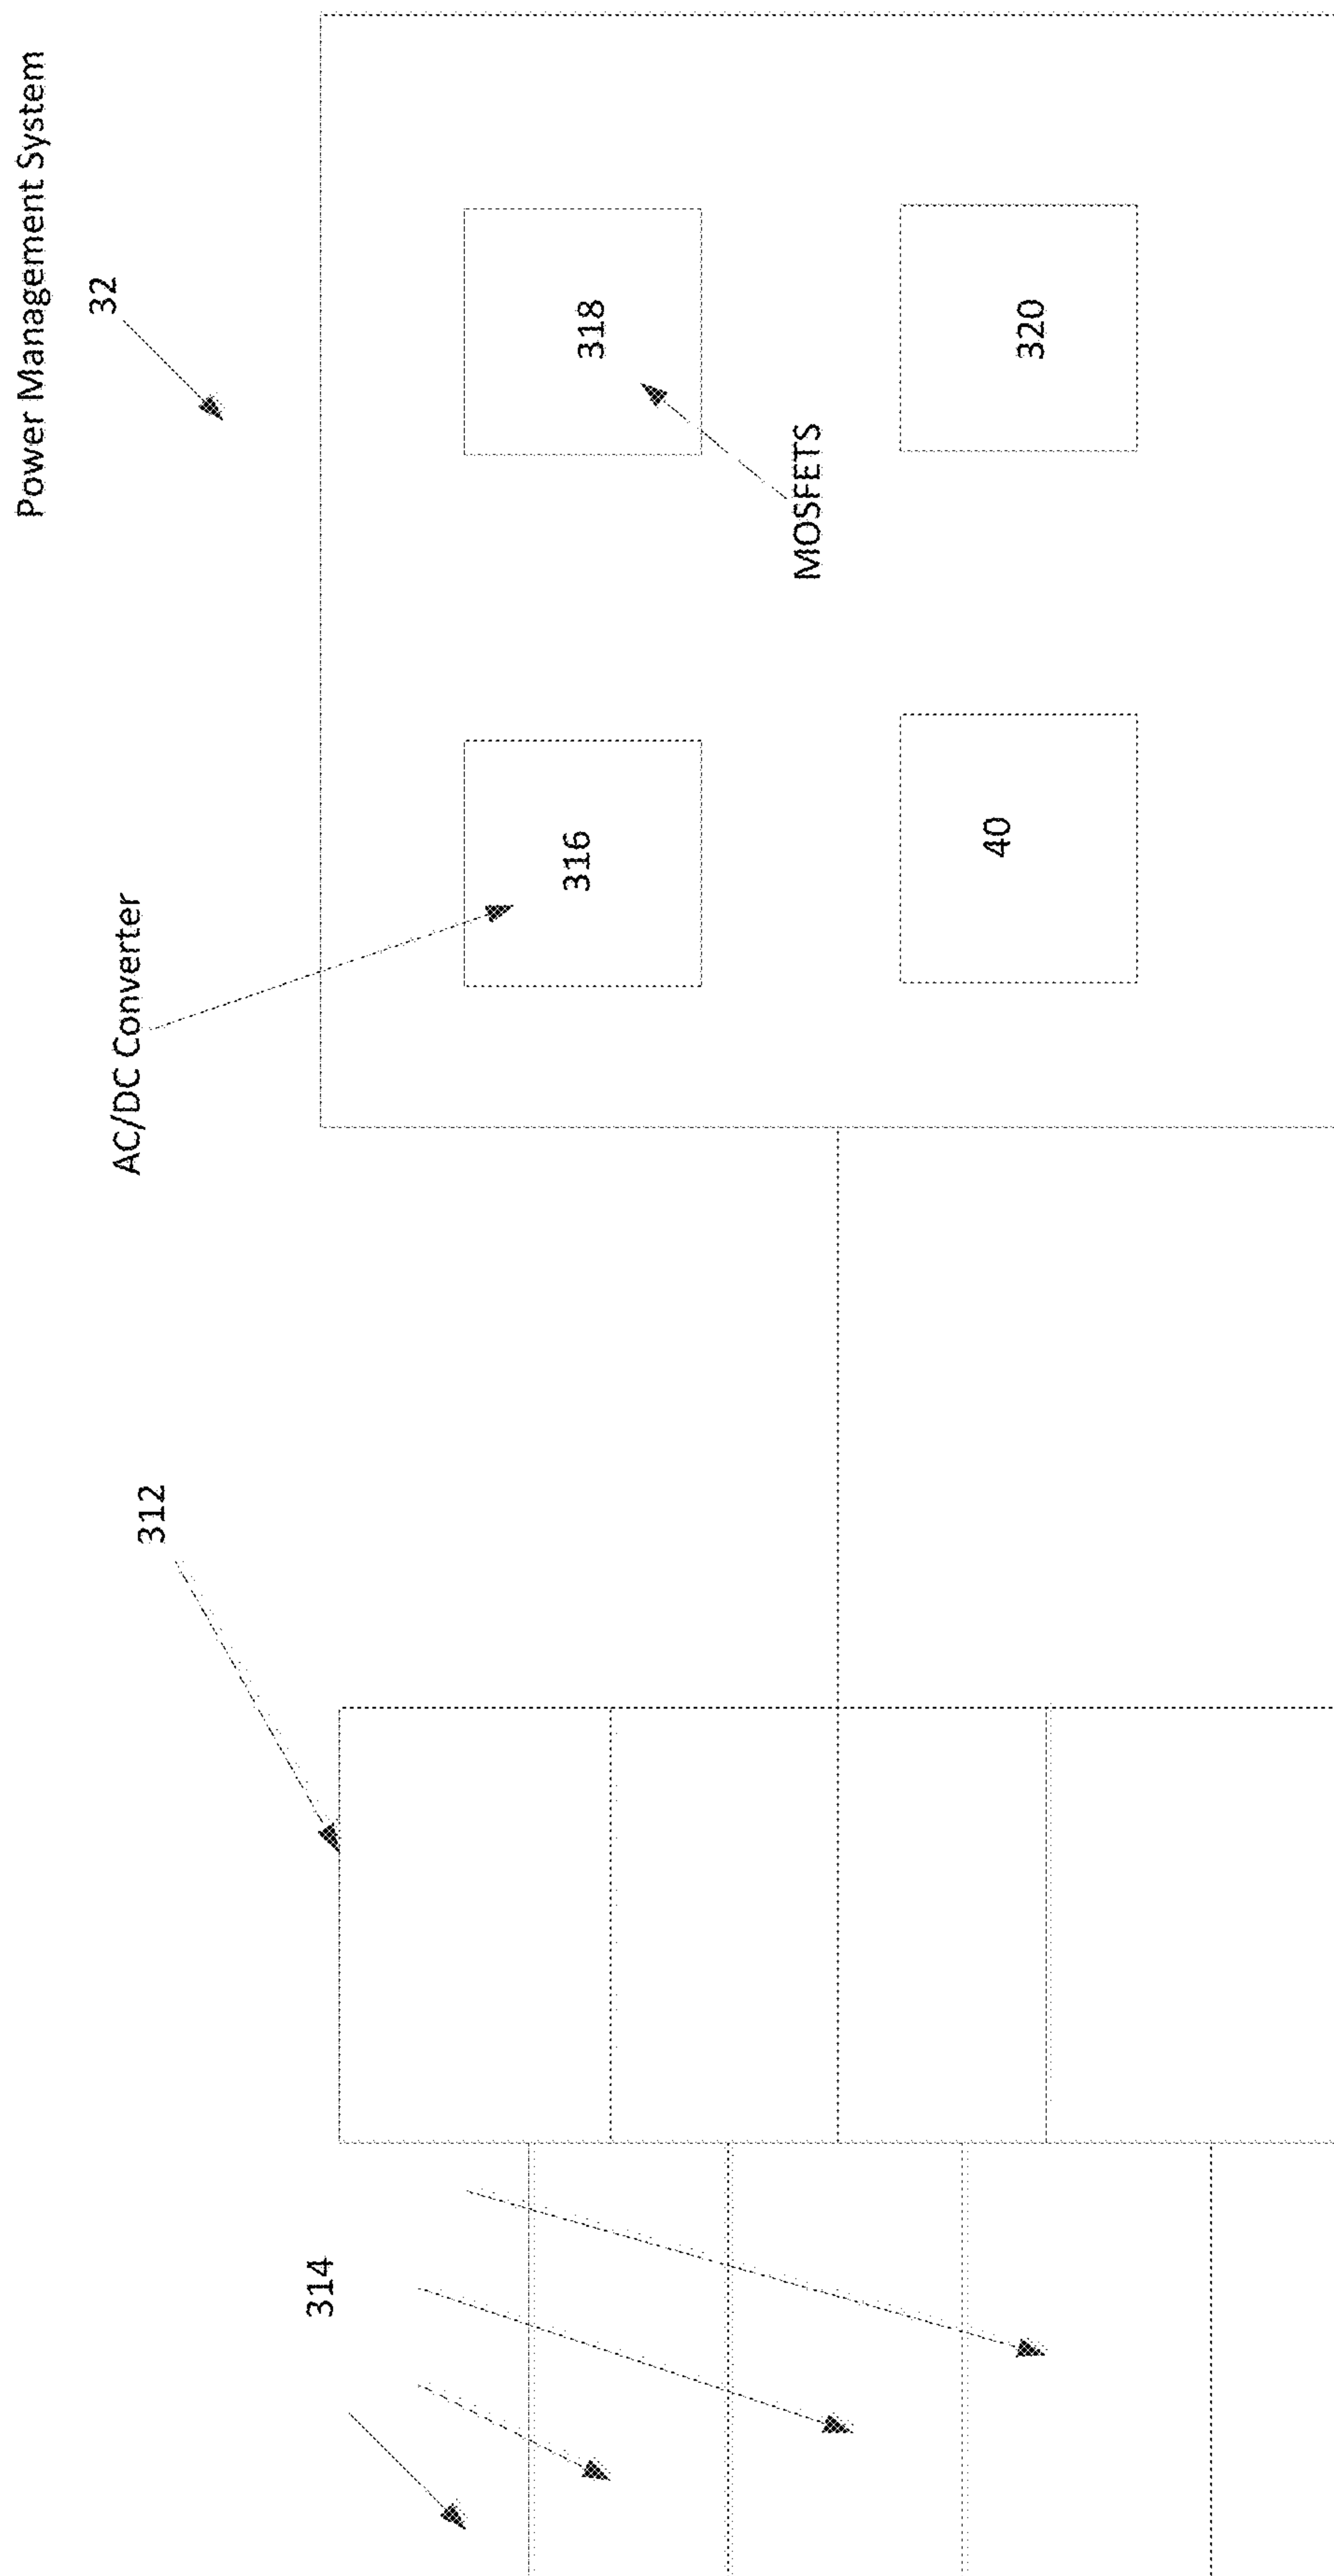 Power Management System
32
AC/DC Converter
312
314
316
318
MOSFETS
40
320